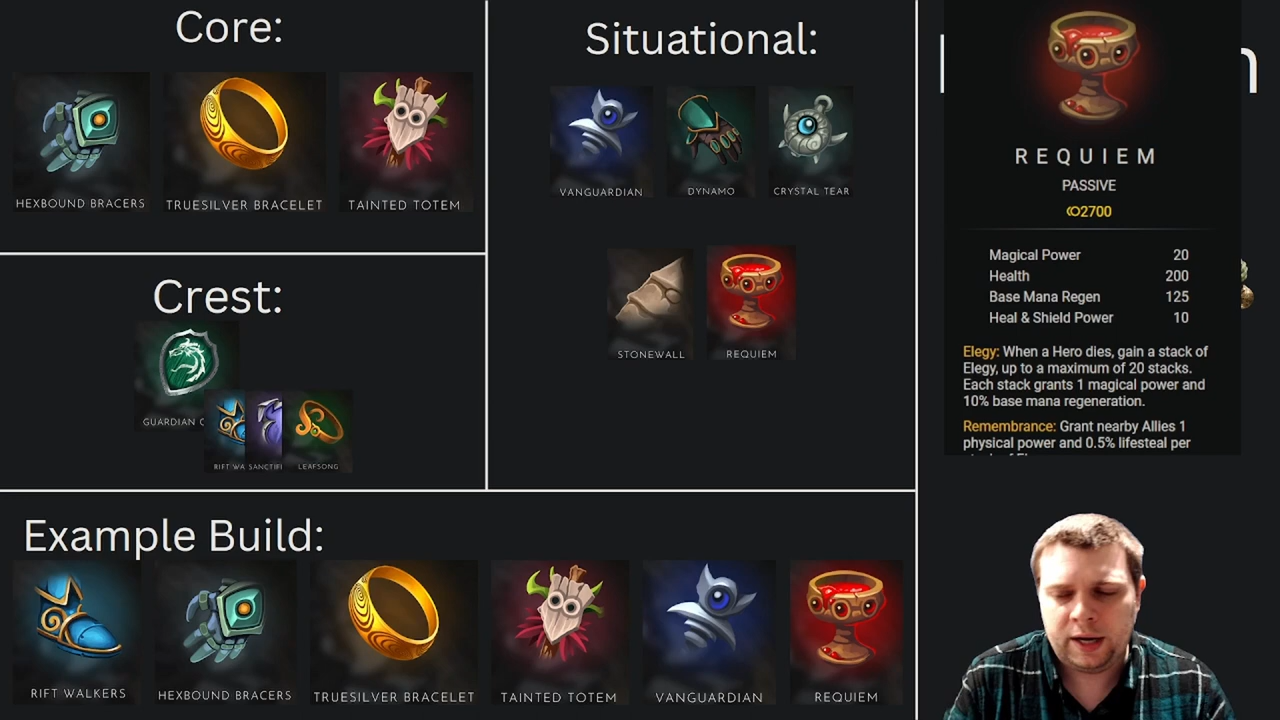 Core:
HEXBOUND BRACERS
TRUESILVER BRACELET
TAINTED TOTEM
Crest:
GUARDIAN
RIFT WA
SANCTIFI
LEAFSONG
Situational:
VANGUARDIAN
DYNAMO
CRYSTAL TEAR
STONEWALL
REQUIEM
Example Build:
RIFT WALKERS
HEXBOUND BRACERS
TRUESILVER BRACELET
TAINTED TOTEM
VANGUARDIAN
REQUIEM
REQUIEM
PASSIVE
2700
Magical Power 20
Health 200
Base Mana Regen 125
Heal & Shield Power 10
Elegy: When a Hero dies, gain a stack of
Elegy, up to a maximum of 20 stacks.
Each stack grants 1 magical power and
10% base mana regeneration.
Remembrance: Grant nearby Allies 1
physical power and 0.5% lifesteal per